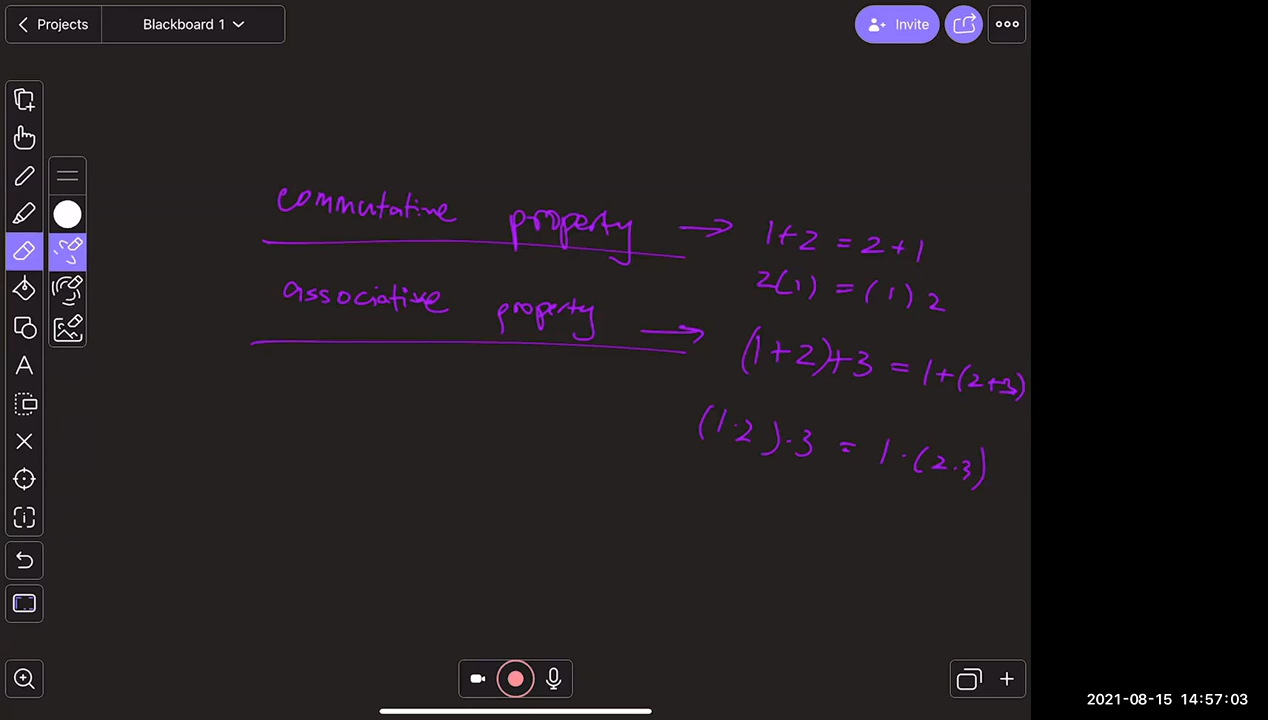 Projects
Blackboard 1
Invite
commutative property → 1+2 = 2+1
2(1) = (1) 2
associative property → (1+2)+3 = 1+(2+3)
(1·2)·3 = 1·(2·3)
A
2021-08-15 14:57:03